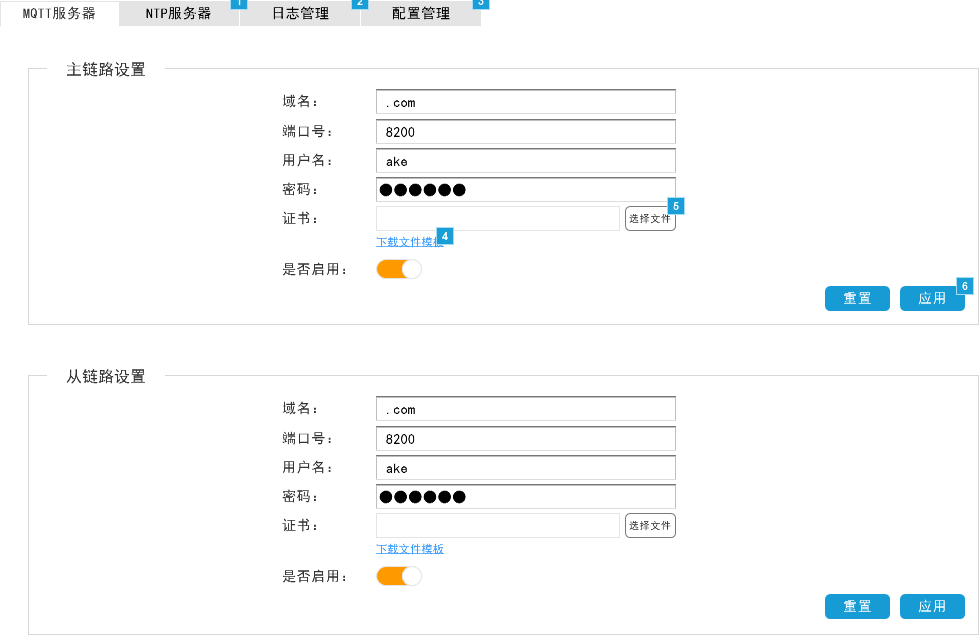 MQTT服务器 NTP服务器 1 日志管理 2 配置管理 3
主链路设置
域名： .com
端口号： 8200
用户名： ake
密码： ●●●●●●
证书： 选择文件 5
下载文件模板 4
是否启用：
重置 应用 6
从链路设置
域名： .com
端口号： 8200
用户名： ake
密码： ●●●●●●
证书： 选择文件
下载文件模板
是否启用：
重置 应用